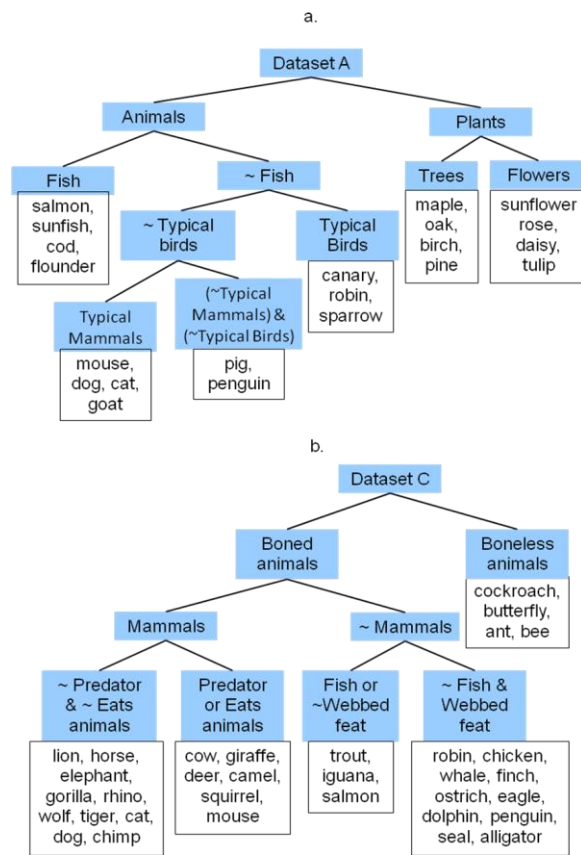 a.
Dataset A
Animals
Plants
Fish
~ Fish
Trees
Flowers
salmon,
sunfish,
cod,
flounder
~ Typical
birds
Typical
Birds
maple,
oak,
birch,
pine
sunflower
rose,
daisy,
tulip
canary,
robin,
sparrow
Typical
Mammals
(~Typical
Mammals) &
(~Typical Birds)
mouse,
dog, cat,
goat
pig,
penguin
b.
Dataset C
Boned
animals
Boneless
animals
cockroach,
butterfly,
ant, bee
Mammals
~ Mammals
~ Predator
& ~ Eats
animals
Predator
or Eats
animals
Fish or
~Webbed
feat
~ Fish &
Webbed
feat
lion, horse,
elephant,
gorilla, rhino,
wolf, tiger, cat,
dog, chimp
cow, giraffe,
deer, camel,
squirrel,
mouse
trout,
iguana,
salmon
robin, chicken,
whale, finch,
ostrich, eagle,
dolphin, penguin,
seal, alligator